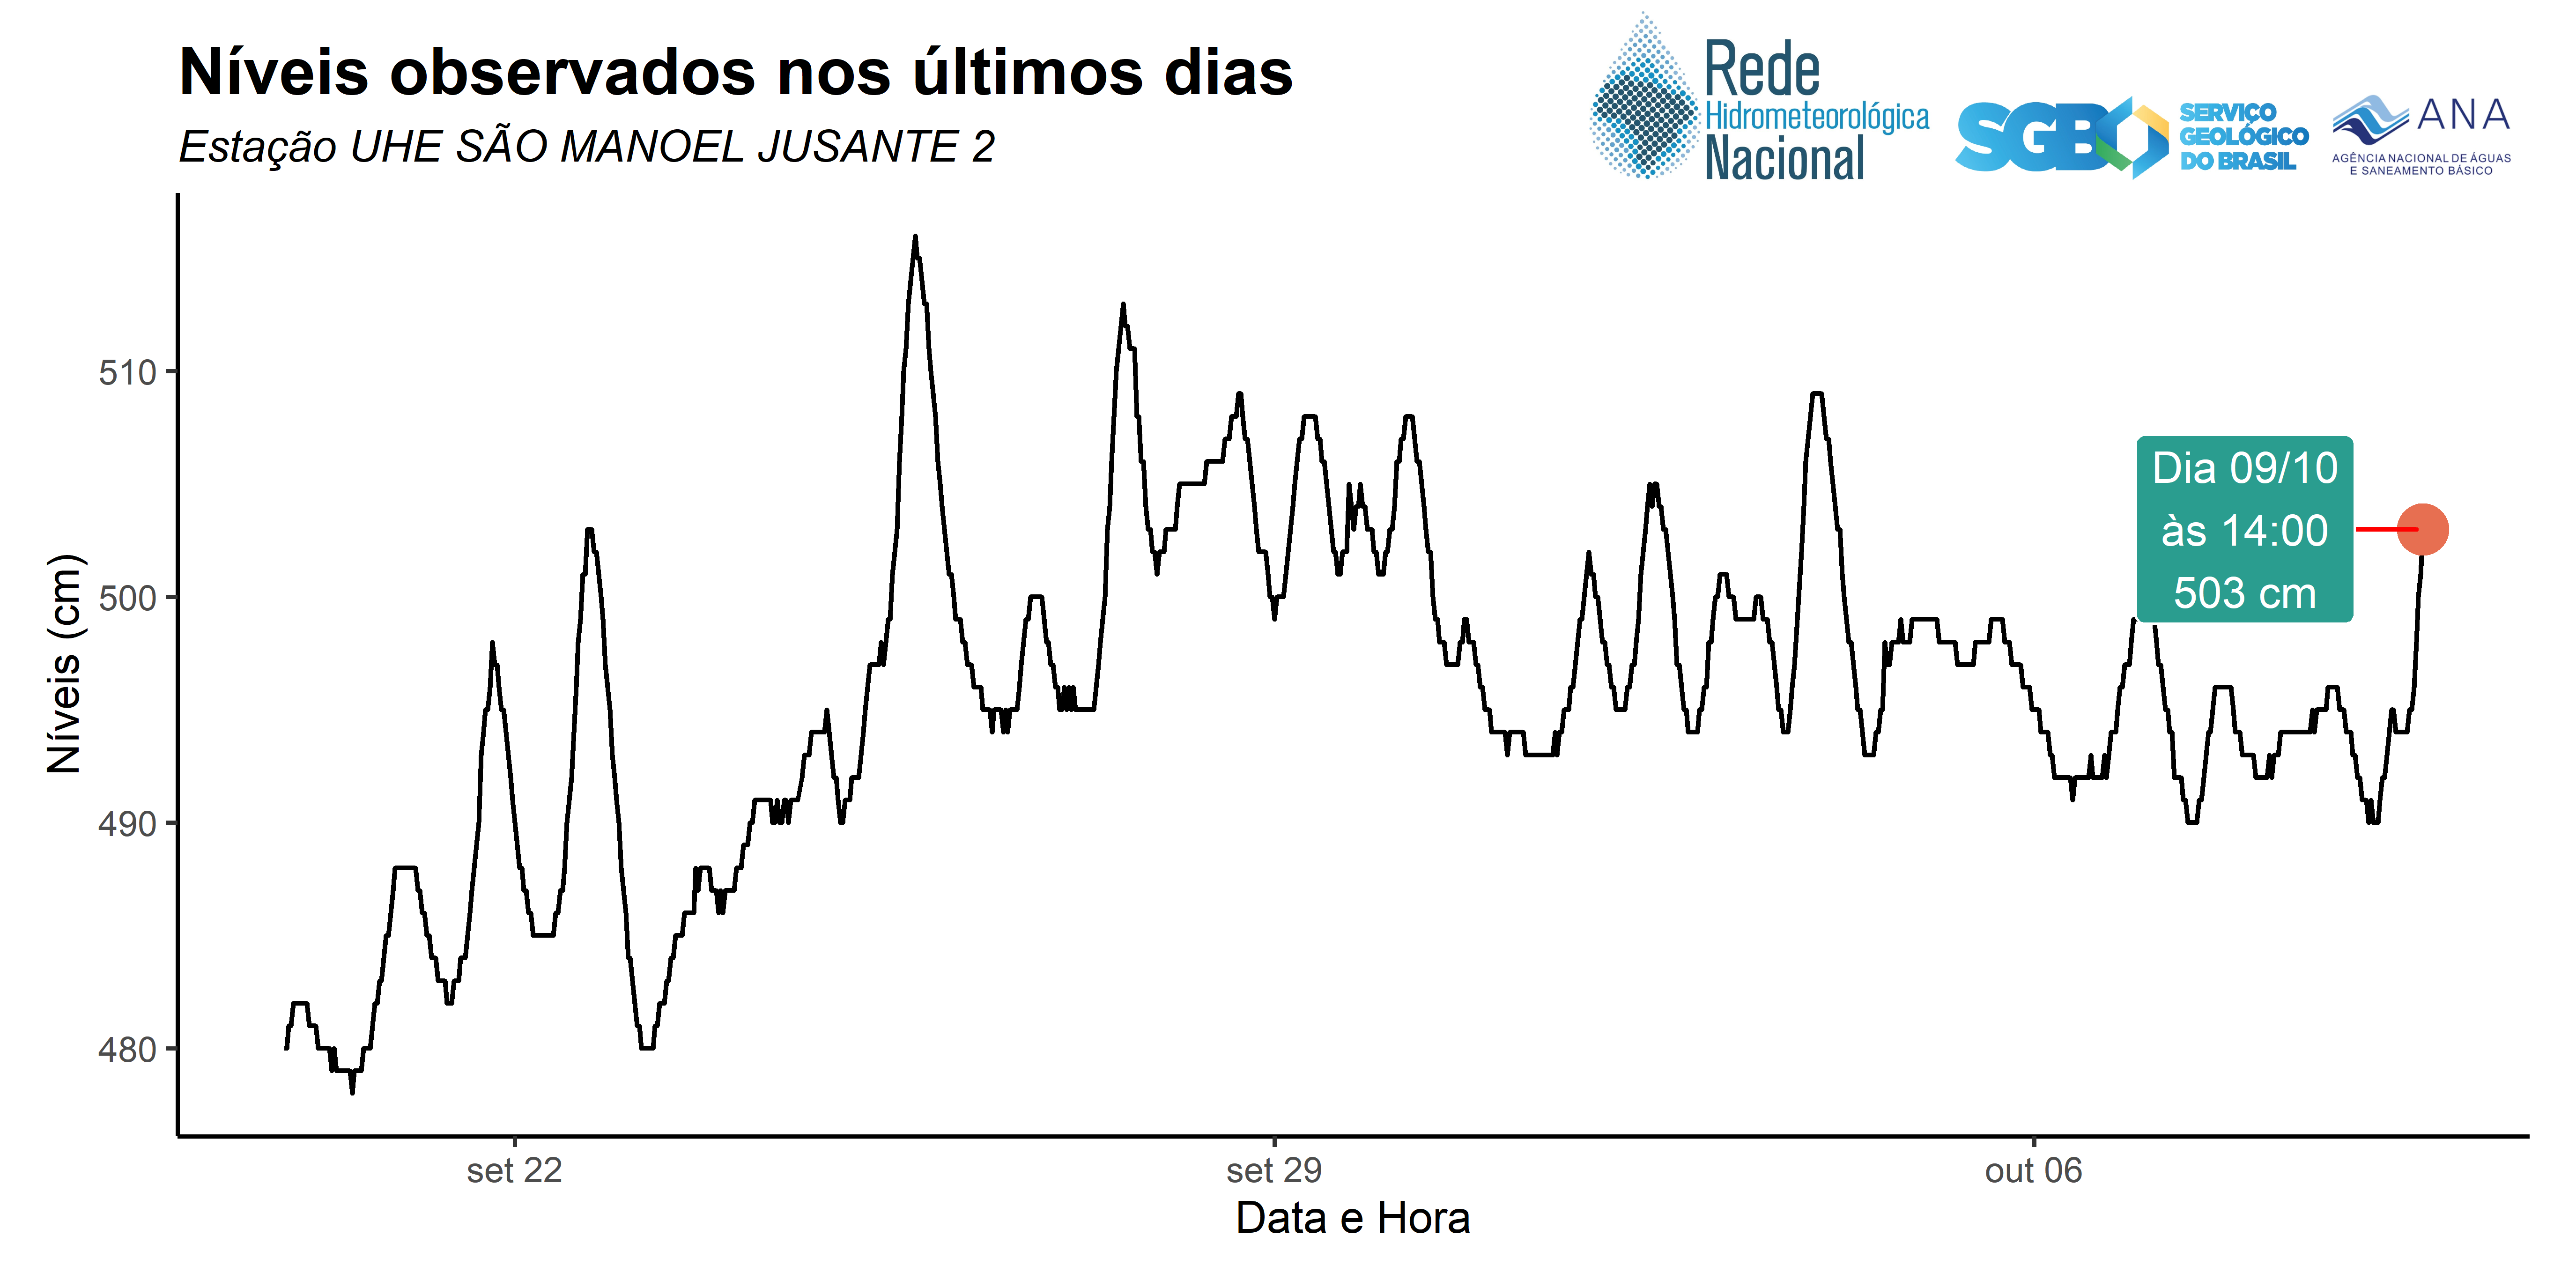 Níveis observados nos últimos dias
Estação UHE SÃO MANOEL JUSANTE 2
Rede
Hidrometeorológica
Nacional
SGB
SERVIÇO
GEOLÓGICO
DO BRASIL
ANA
AGÊNCIA NACIONAL DE ÁGUAS
E SANEAMENTO BÁSICO
Níveis (cm)
510
500
490
480
Dia 09/10
às 14:00
503 cm
set 22
set 29
out 06
Data e Hora